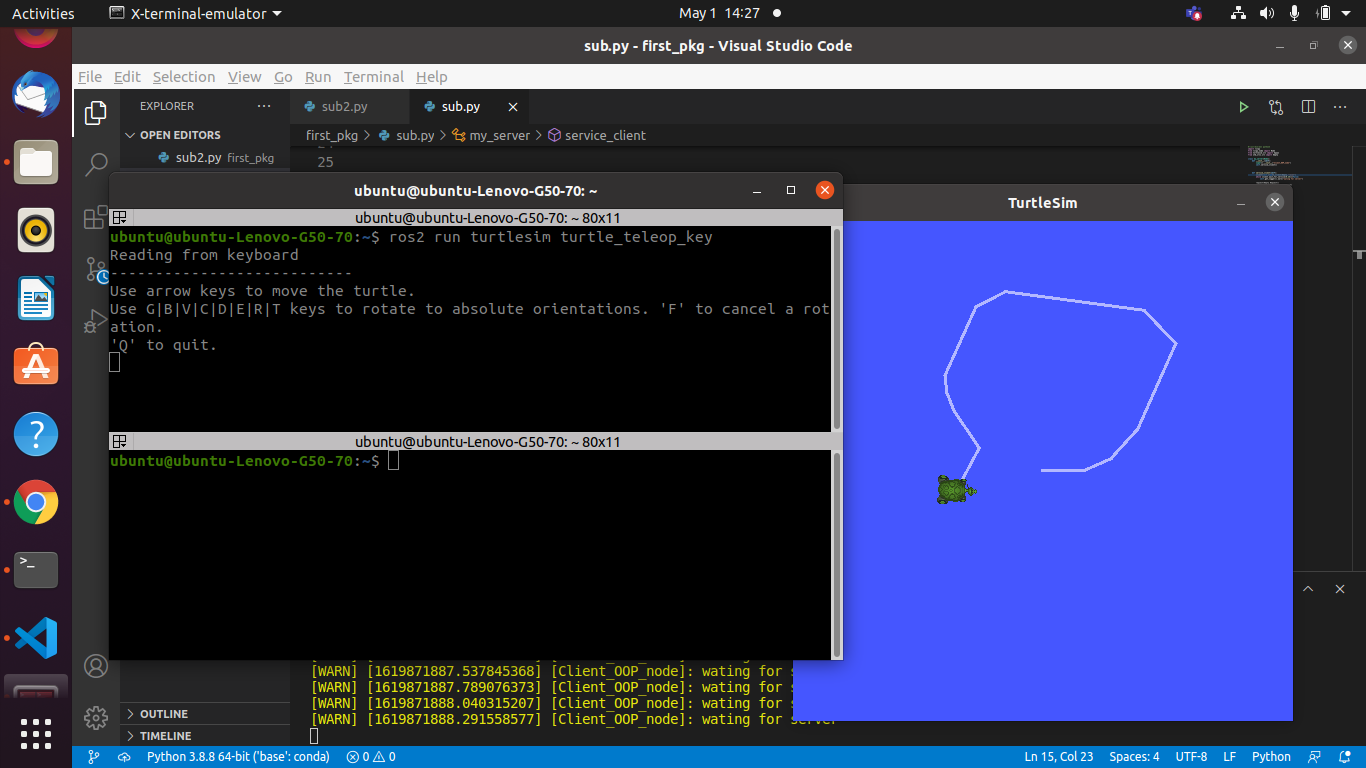 Activities
X-terminal-emulator
May 1 14:27
sub.py - first_pkg - Visual Studio Code
File Edit Selection View Go Run Terminal Help
EXPLORER
sub2.py
sub.py
OPEN EDITORS
first_pkg > sub.py > my_server > service_client
sub2.py first_pkg
25
ubuntu@ubuntu-Lenovo-G50-70: ~
ubuntu@ubuntu-Lenovo-G50-70: ~ 80x11
ubuntu@ubuntu-Lenovo-G50-70:~$ ros2 run turtlesim turtle_teleop_key
Reading from keyboard
---------------------------
Use arrow keys to move the turtle.
Use G|B|V|C|D|E|R|T keys to rotate to absolute orientations. 'F' to cancel a rot
ation.
'Q' to quit.
ubuntu@ubuntu-Lenovo-G50-70: ~ 80x11
ubuntu@ubuntu-Lenovo-G50-70:~$
TurtleSim
[WARN] [1619871887.537845368] [Client_OOP_node]: wating for s
[WARN] [1619871887.789076373] [Client_OOP_node]: wating for s
[WARN] [1619871888.040315207] [Client_OOP_node]: wating for s
[WARN] [1619871888.291558577] [Client_OOP_node]: wating for server
OUTLINE
TIMELINE
Python 3.8.8 64-bit ('base': conda)
0
0
Ln 15, Col 23
Spaces: 4
UTF-8
LF
Python